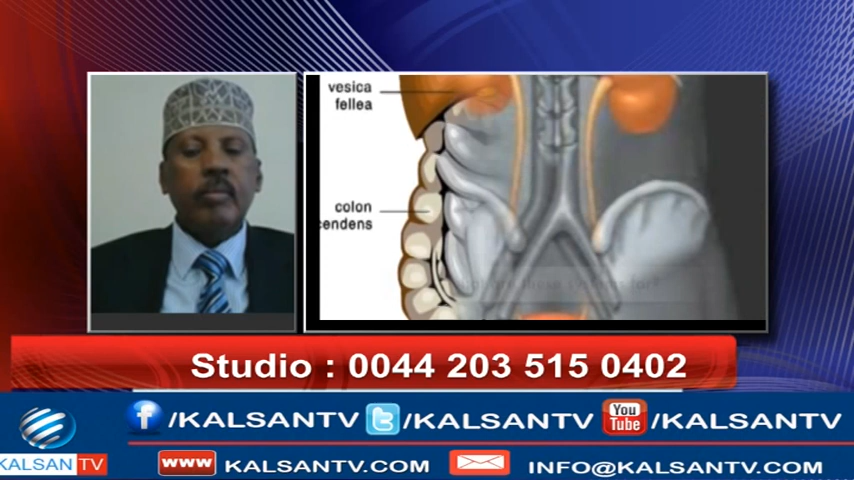 vesica
fellea
colon
cendens
Studio : 0044 203 515 0402
f /KALSANTV t /KALSANTV You Tube /KALSANTV
KALSAN TV
www KALSANTV.COM INFO@KALSANTV.COM